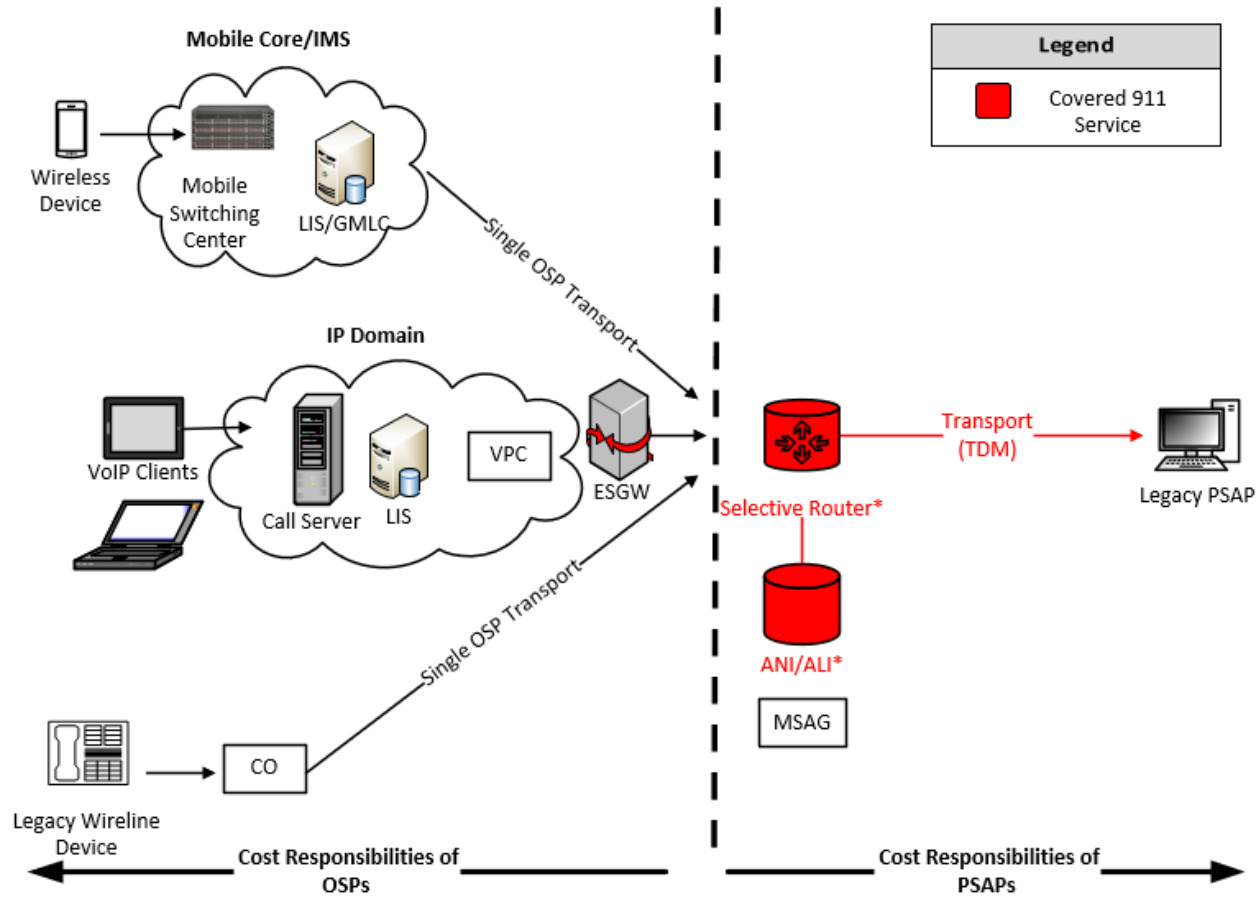 Mobile Core/IMS
Wireless
Device
Mobile
Switching
Center
LIS/GMLC
Single OSP Transport
Legend
Covered 911
Service
IP Domain
VoIP Clients
Call Server
LIS
VPC
ESGW
Selective Router*
Transport
(TDM)
Legacy PSAP
ANI/ALI*
MSAG
Single OSP Transport
CO
Legacy Wireline
Device
Cost Responsibilities of
OSPs
Cost Responsibilities of
PSAPs